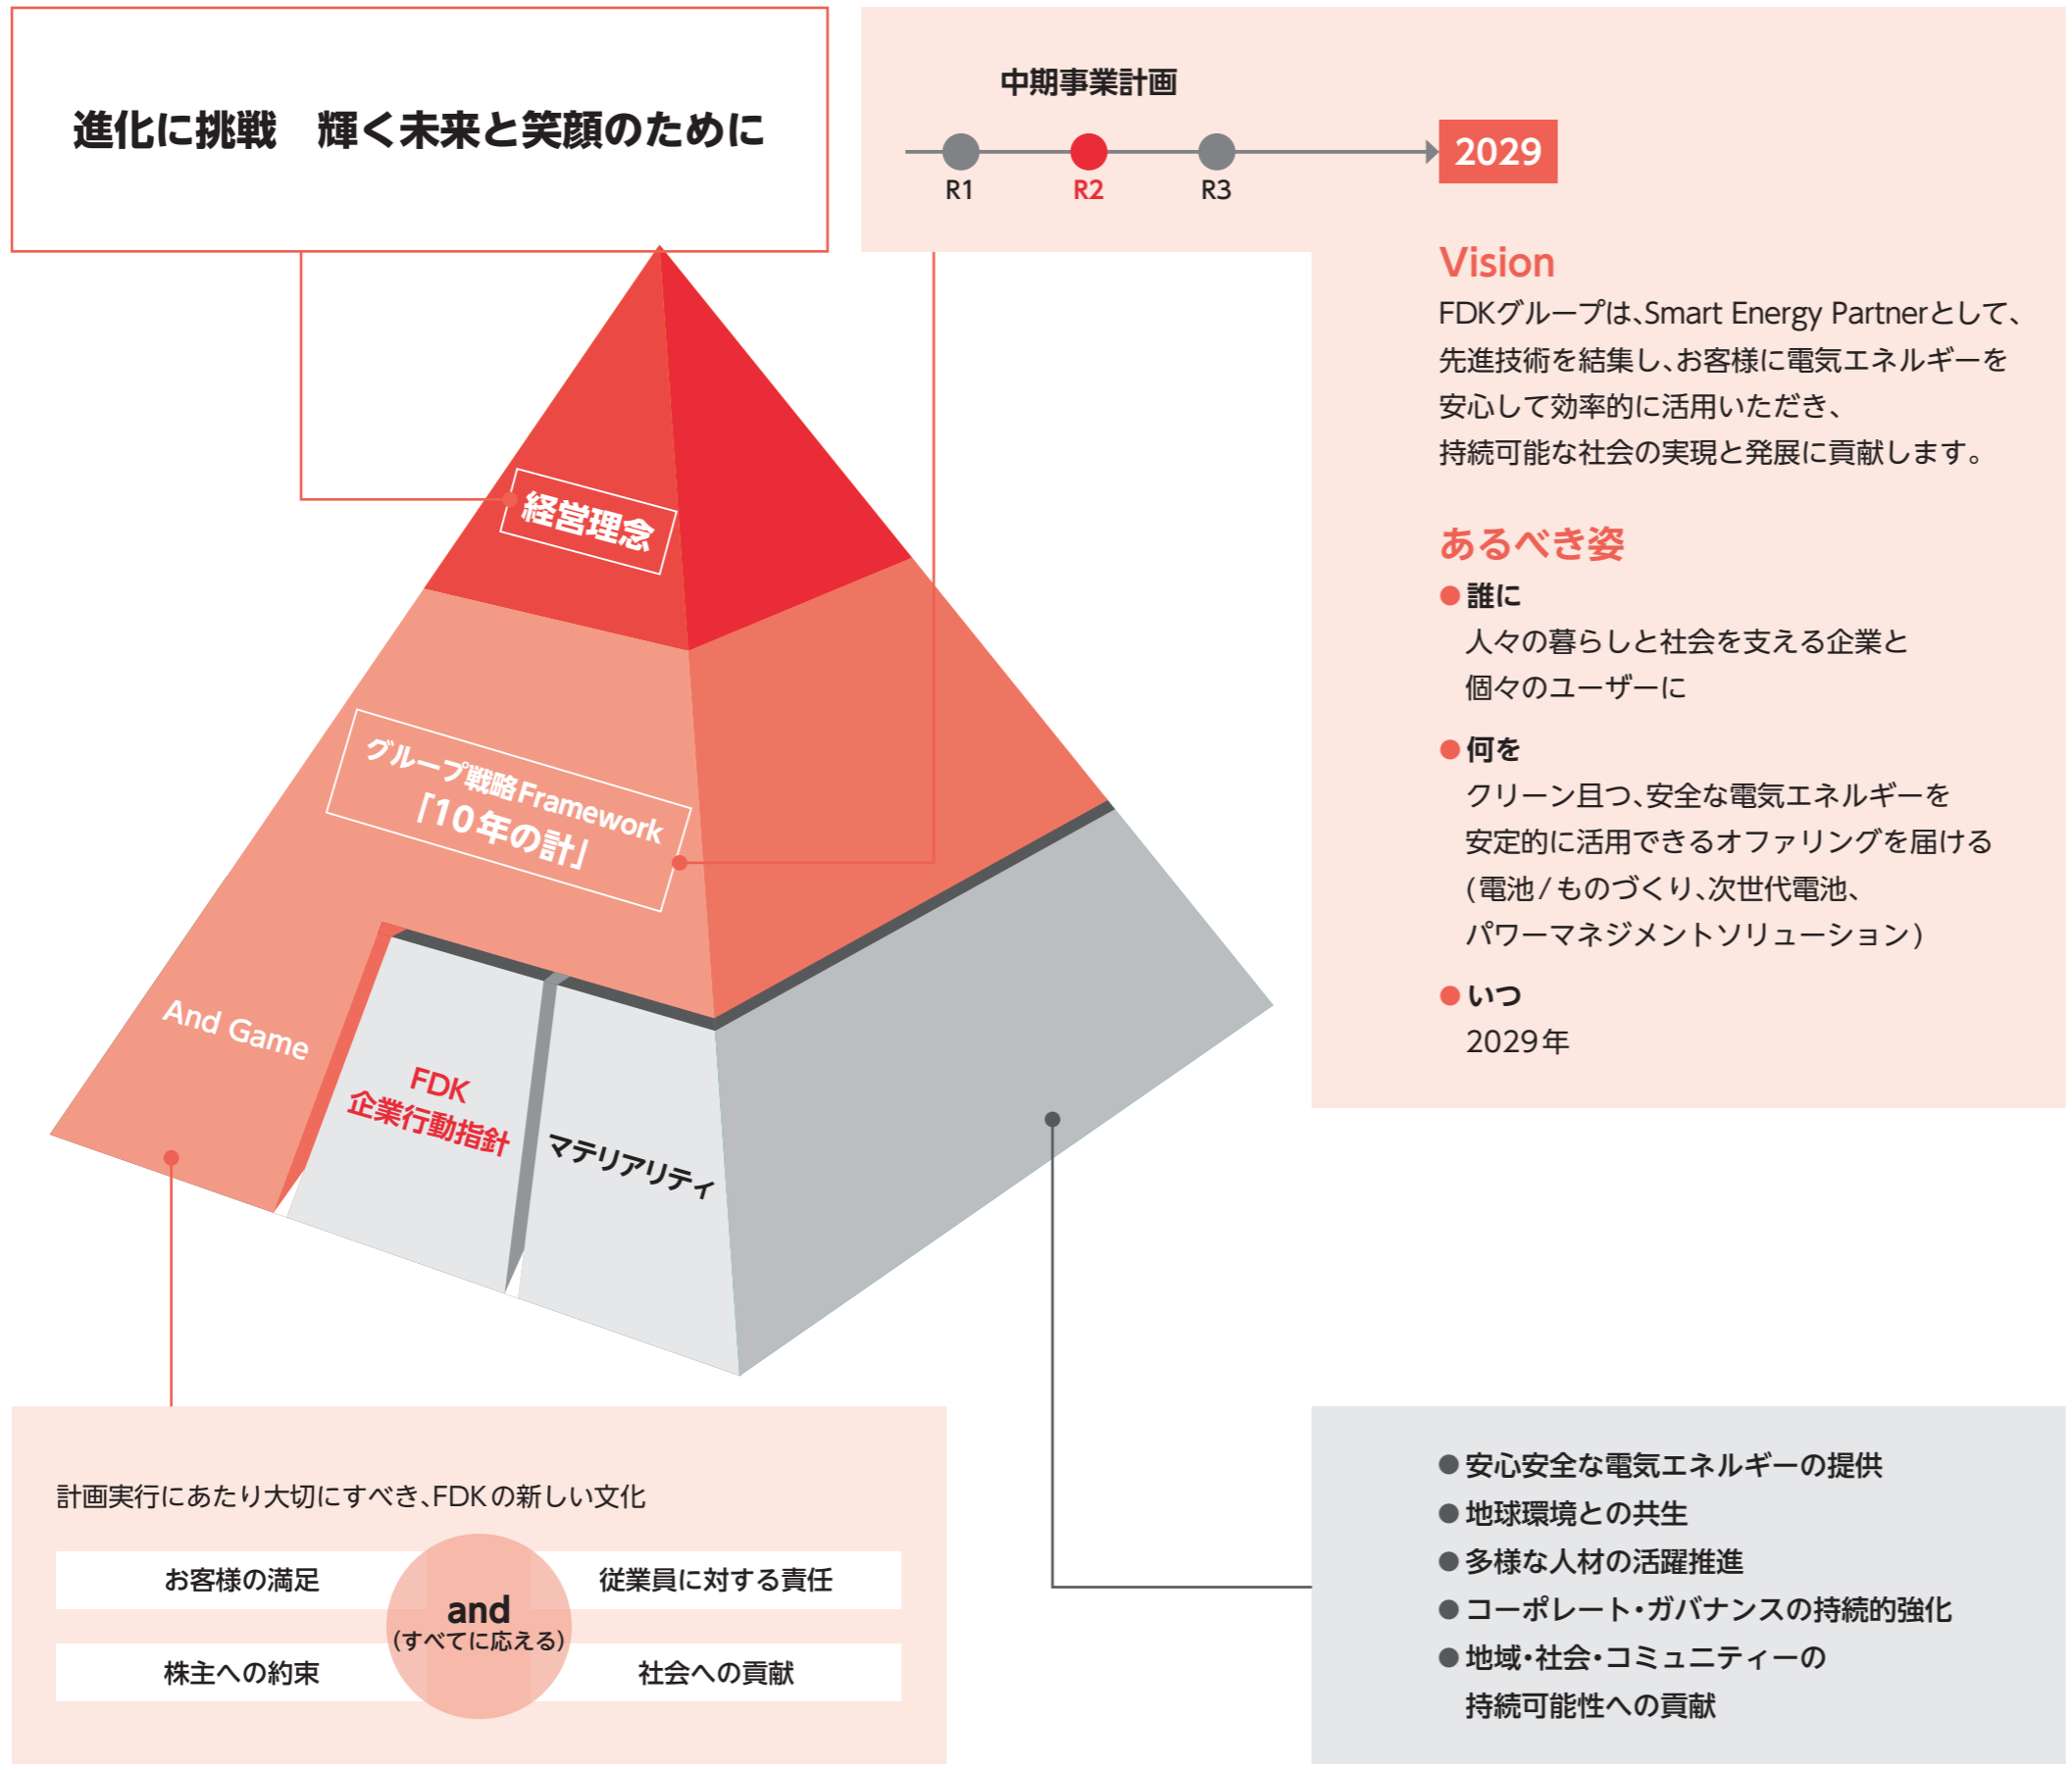 進化に挑戦　輝く未来と笑顔のために
中期事業計画
R1
R2
R3
2029
Vision
FDKグループは、Smart Energy Partnerとして、
先進技術を結集し、お客様に電気エネルギーを
安心して効率的に活用いただき、
持続可能な社会の実現と発展に貢献します。
あるべき姿
●誰に
人々の暮らしと社会を支える企業と
個々のユーザーに
●何を
クリーン且つ、安全な電気エネルギーを
安定的に活用できるオファリングを届ける
(電池/ものづくり、次世代電池、
パワーマネジメントソリューション)
●いつ
2029年
経営理念
グループ戦略Framework
「10年の計」
And Game
FDK
企業行動指針
マテリアリティ
計画実行にあたり大切にすべき、FDKの新しい文化
お客様の満足
従業員に対する責任
and
(すべてに応える)
株主への約束
社会への貢献
●安心安全な電気エネルギーの提供
●地球環境との共生
●多様な人材の活躍推進
●コーポレート・ガバナンスの持続的強化
●地域・社会・コミュニティーの
持続可能性への貢献